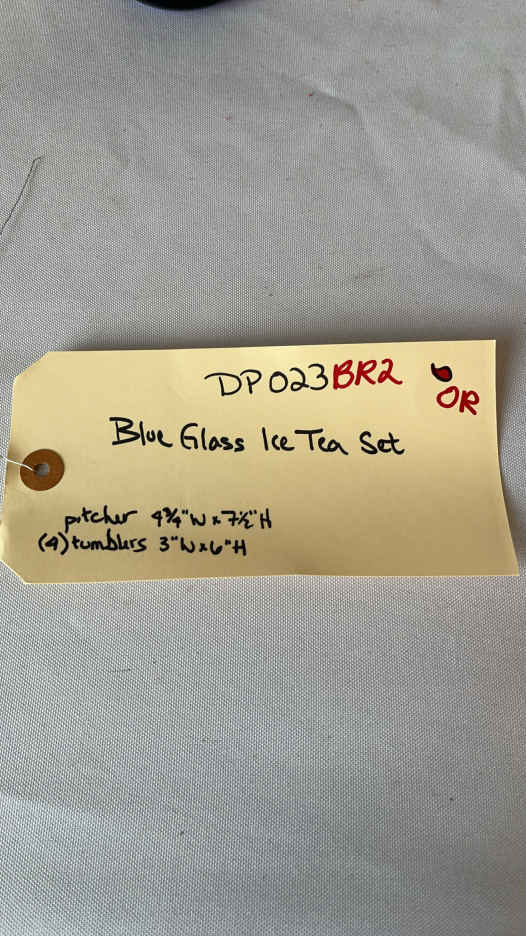 DP023BR2
OR
Blue Glass Ice Tea Set
pitcher 4¾"W x 7½"H
(4) tumblers 3"W x 6"H